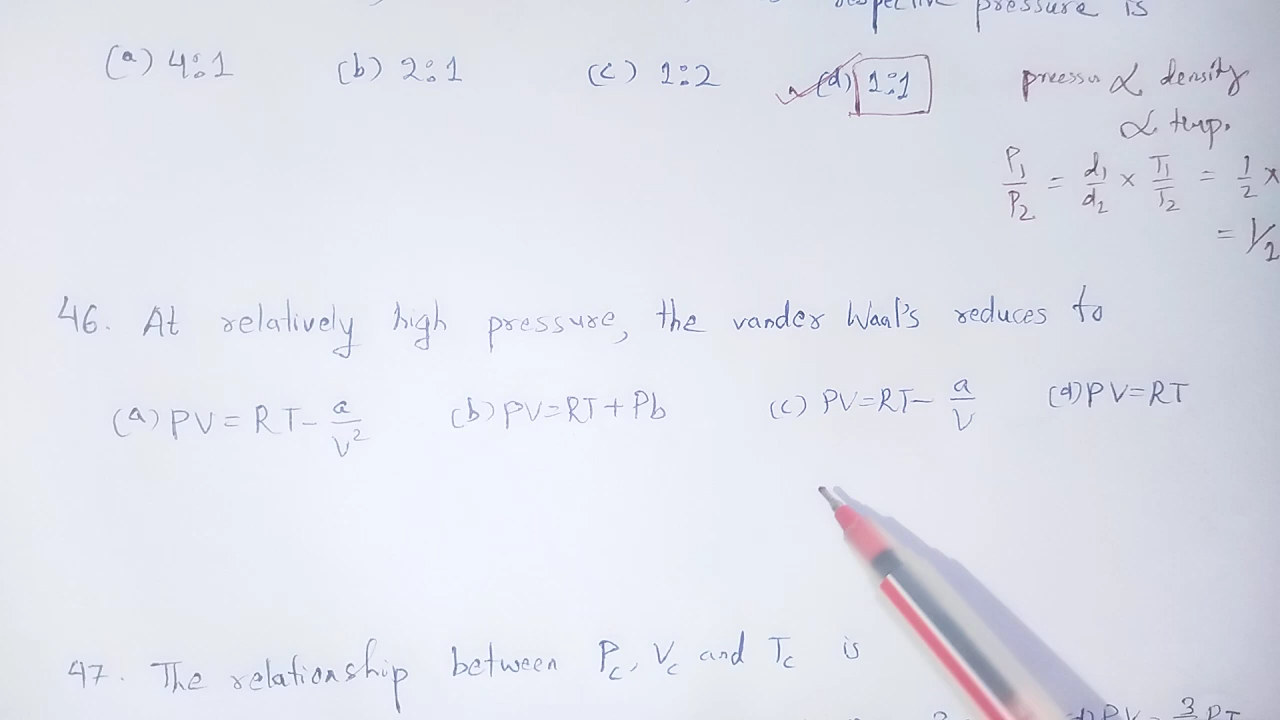 respective pressure is
(a) 4:1 (b) 2:1 (c) 1:2 (d) 1:1
∝ density
∝ temp.
P₁/P₂ = d₁/d₂ × T₁/T₂ = 1/2 ×
= 1/2
46. At relatively high pressure, the vander Waal's reduces to
(a) PV = RT - a/V² (b) PV = RT + Pb (c) PV = RT - a/V (d) PV = RT
47. The relationship between Pc, Vc and Tc is